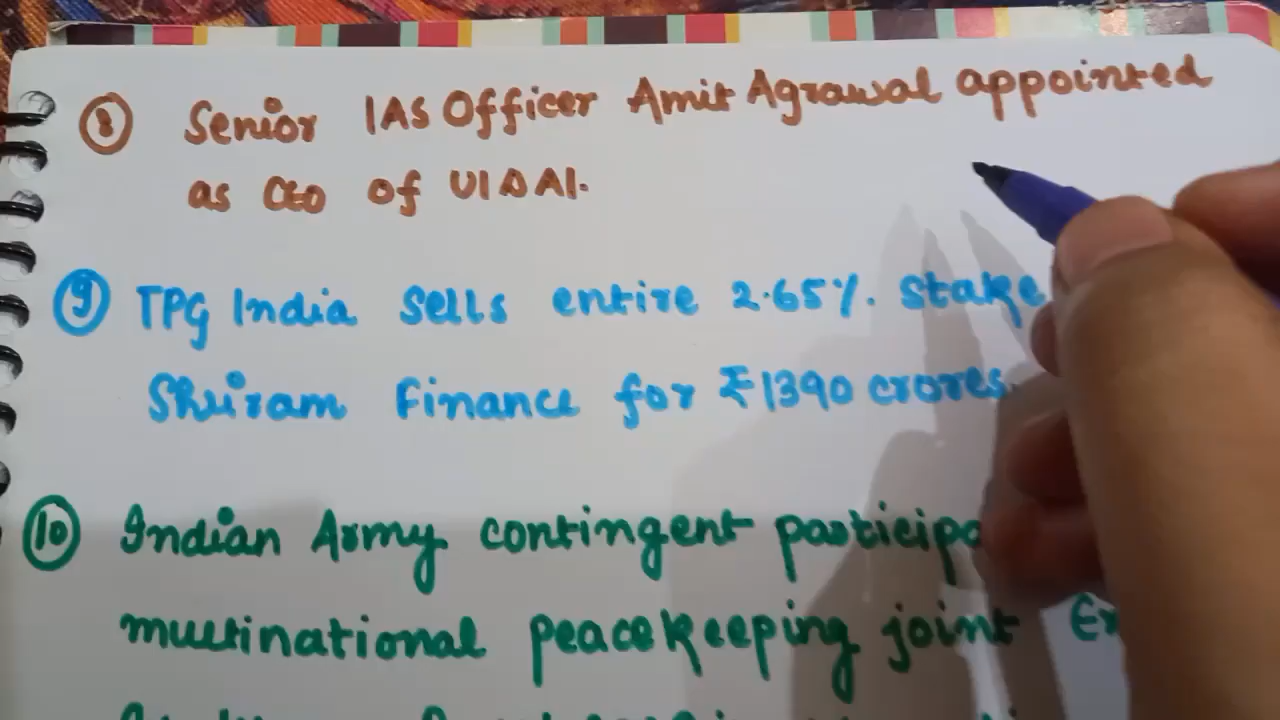 8 Senior IAS Officer Amit Agrawal appointed
as CEO of UIDAI.
9 TPG India sells entire 2.65% stake
Shriram Finance for ₹1390 crores.
10 Indian Army contingent
multinational peacekeeping joint